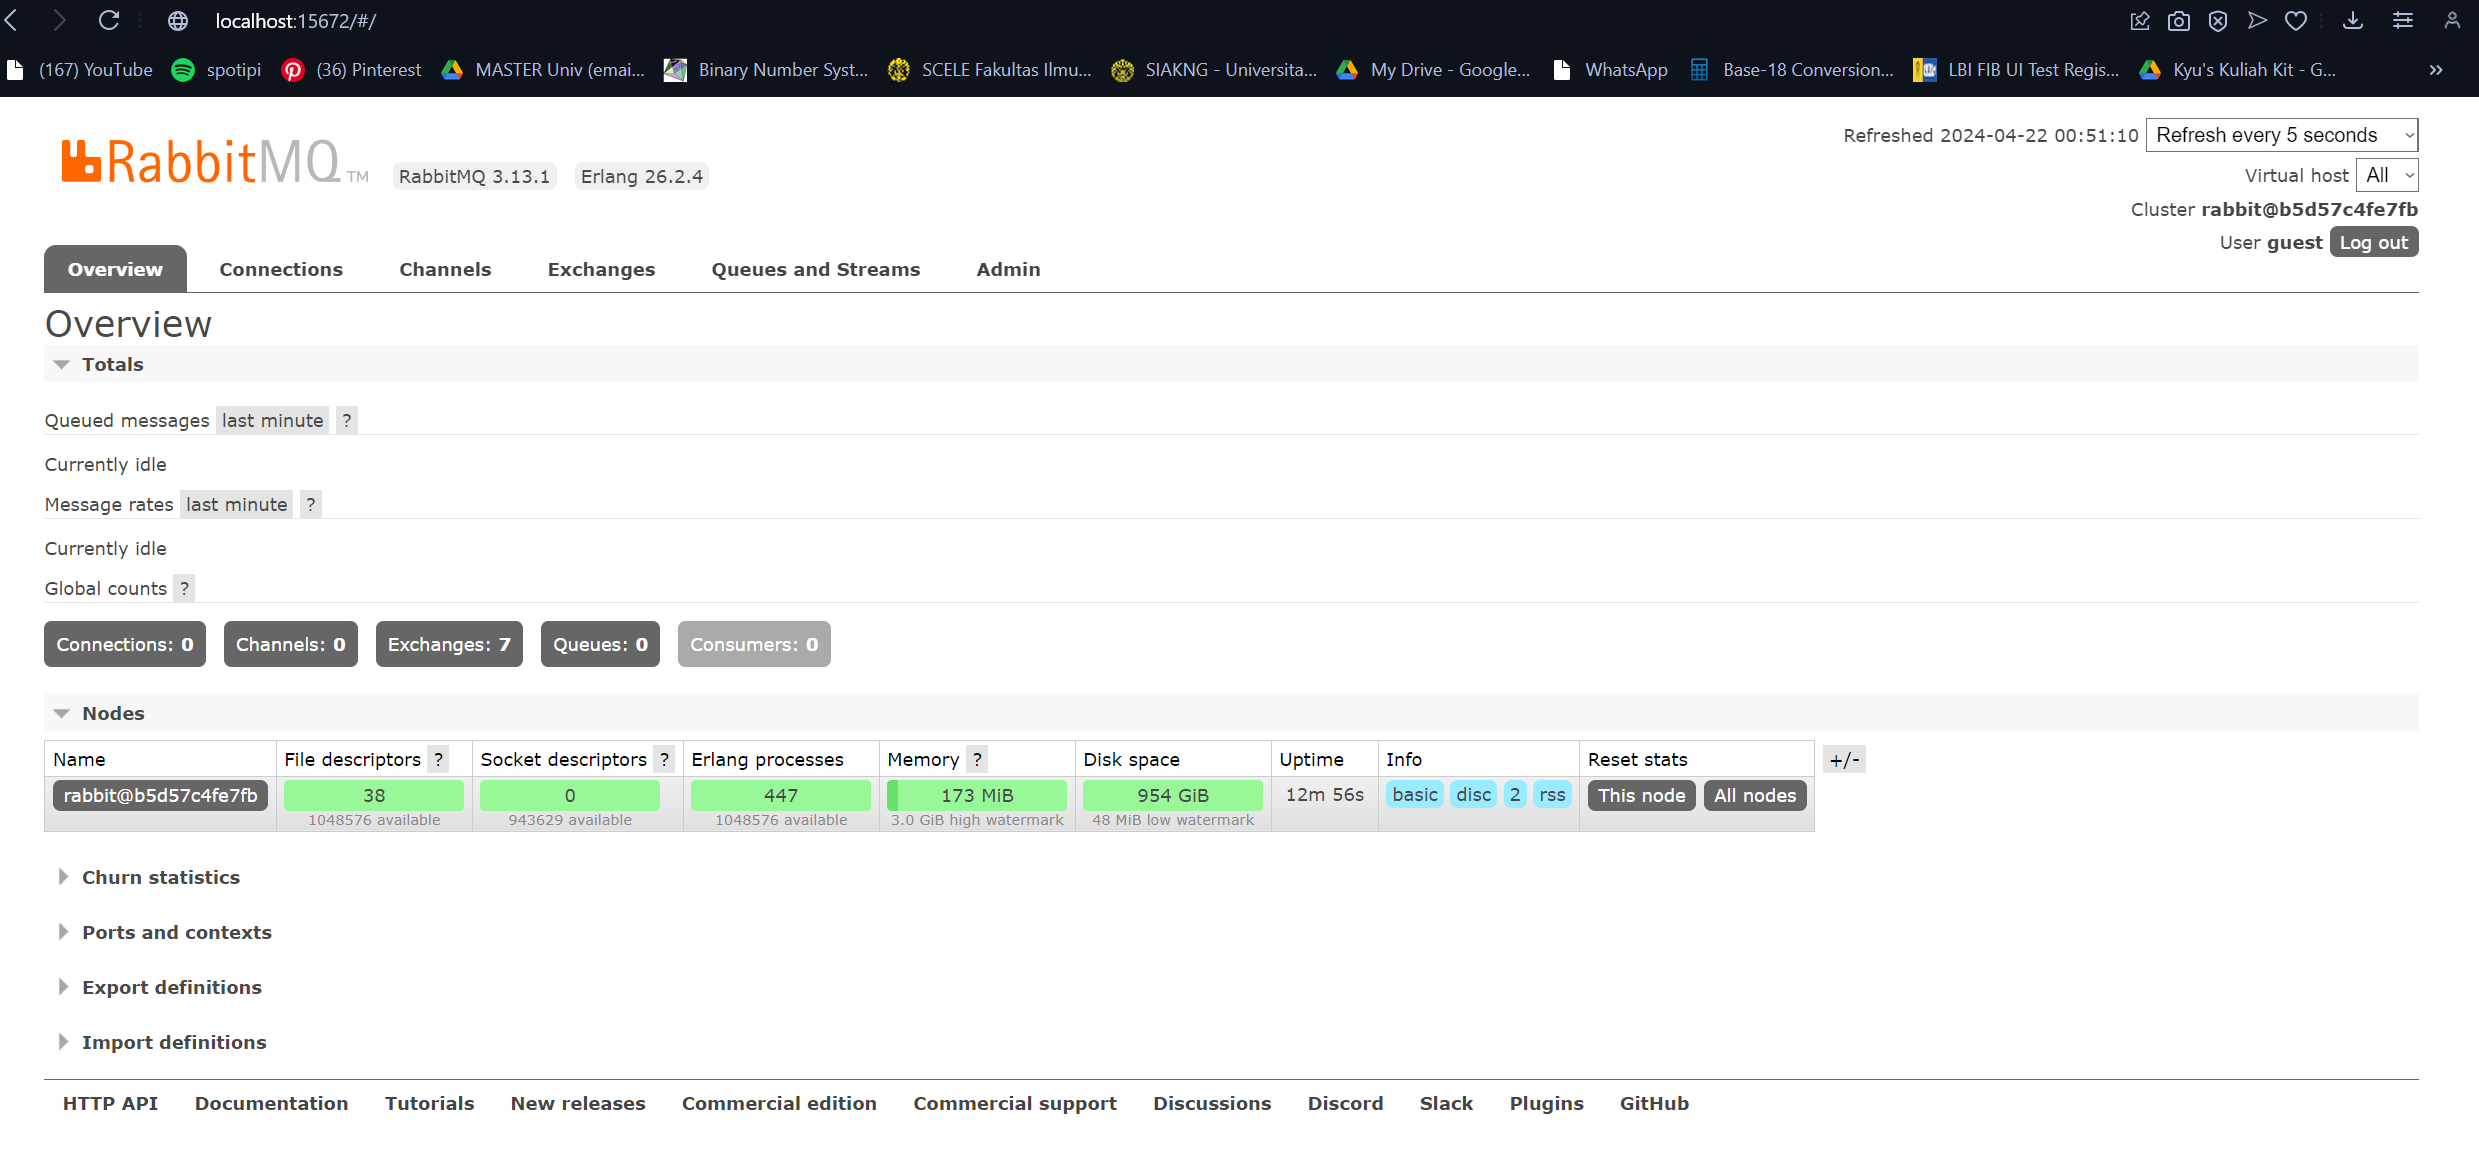 localhost:15672/#/
(167) YouTube spotipi (36) Pinterest MASTER Univ (emai... Binary Number Syst... SCELE Fakultas Ilmu... SIAKNG - Universita... My Drive - Google... WhatsApp Base-18 Conversion... LBI FIB UI Test Regis... Kyu's Kuliah Kit - G... »
RabbitMQ TM RabbitMQ 3.13.1 Erlang 26.2.4
Refreshed 2024-04-22 00:51:10 Refresh every 5 seconds
Virtual host All
Cluster rabbit@b5d57c4fe7fb
User guest Log out
Overview Connections Channels Exchanges Queues and Streams Admin
Overview
Totals
Queued messages last minute ?
Currently idle
Message rates last minute ?
Currently idle
Global counts ?
Connections: 0 Channels: 0 Exchanges: 7 Queues: 0 Consumers: 0
Nodes
Name File descriptors ? Socket descriptors ? Erlang processes Memory ? Disk space Uptime Info Reset stats +/-
rabbit@b5d57c4fe7fb 38 0 447 173 MiB 954 GiB 12m 56s basic disc 2 rss This node All nodes
1048576 available 943629 available 1048576 available 3.0 GiB high watermark 48 MiB low watermark
Churn statistics
Ports and contexts
Export definitions
Import definitions
HTTP API Documentation Tutorials New releases Commercial edition Commercial support Discussions Discord Slack Plugins GitHub